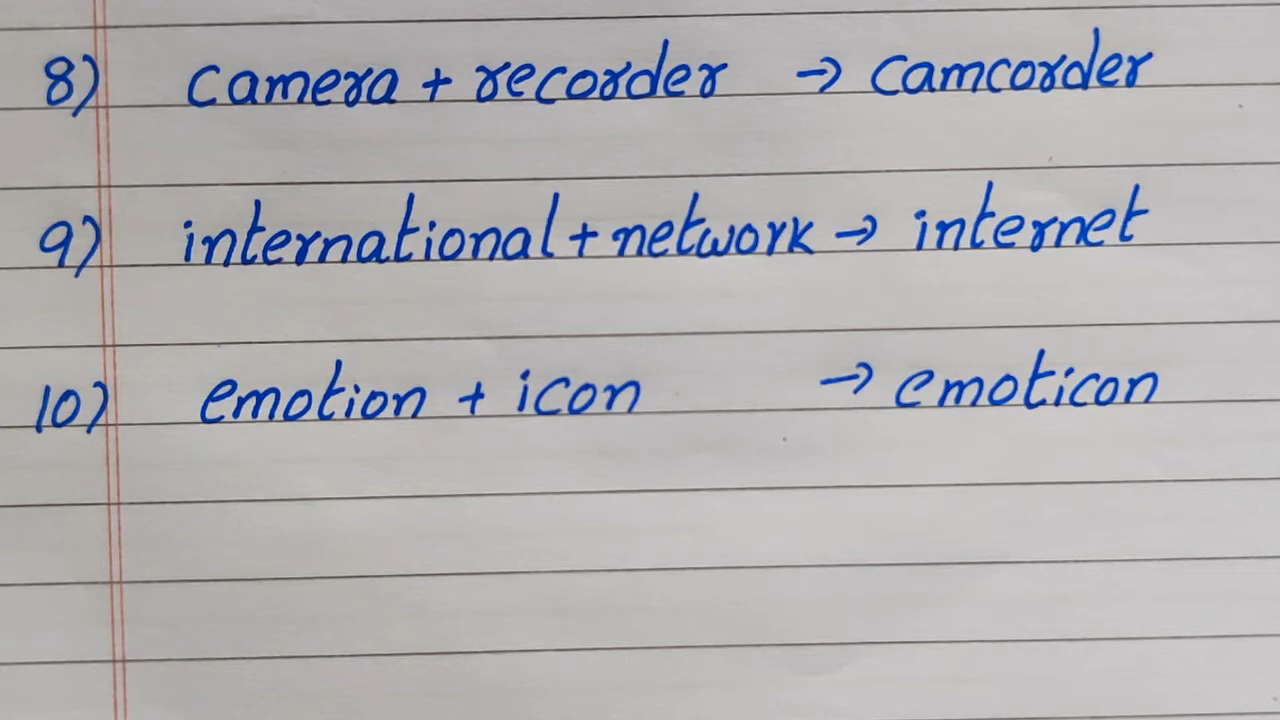 8) camera + recorder → camcorder
9) international + network → internet
10) emotion + icon → emoticon